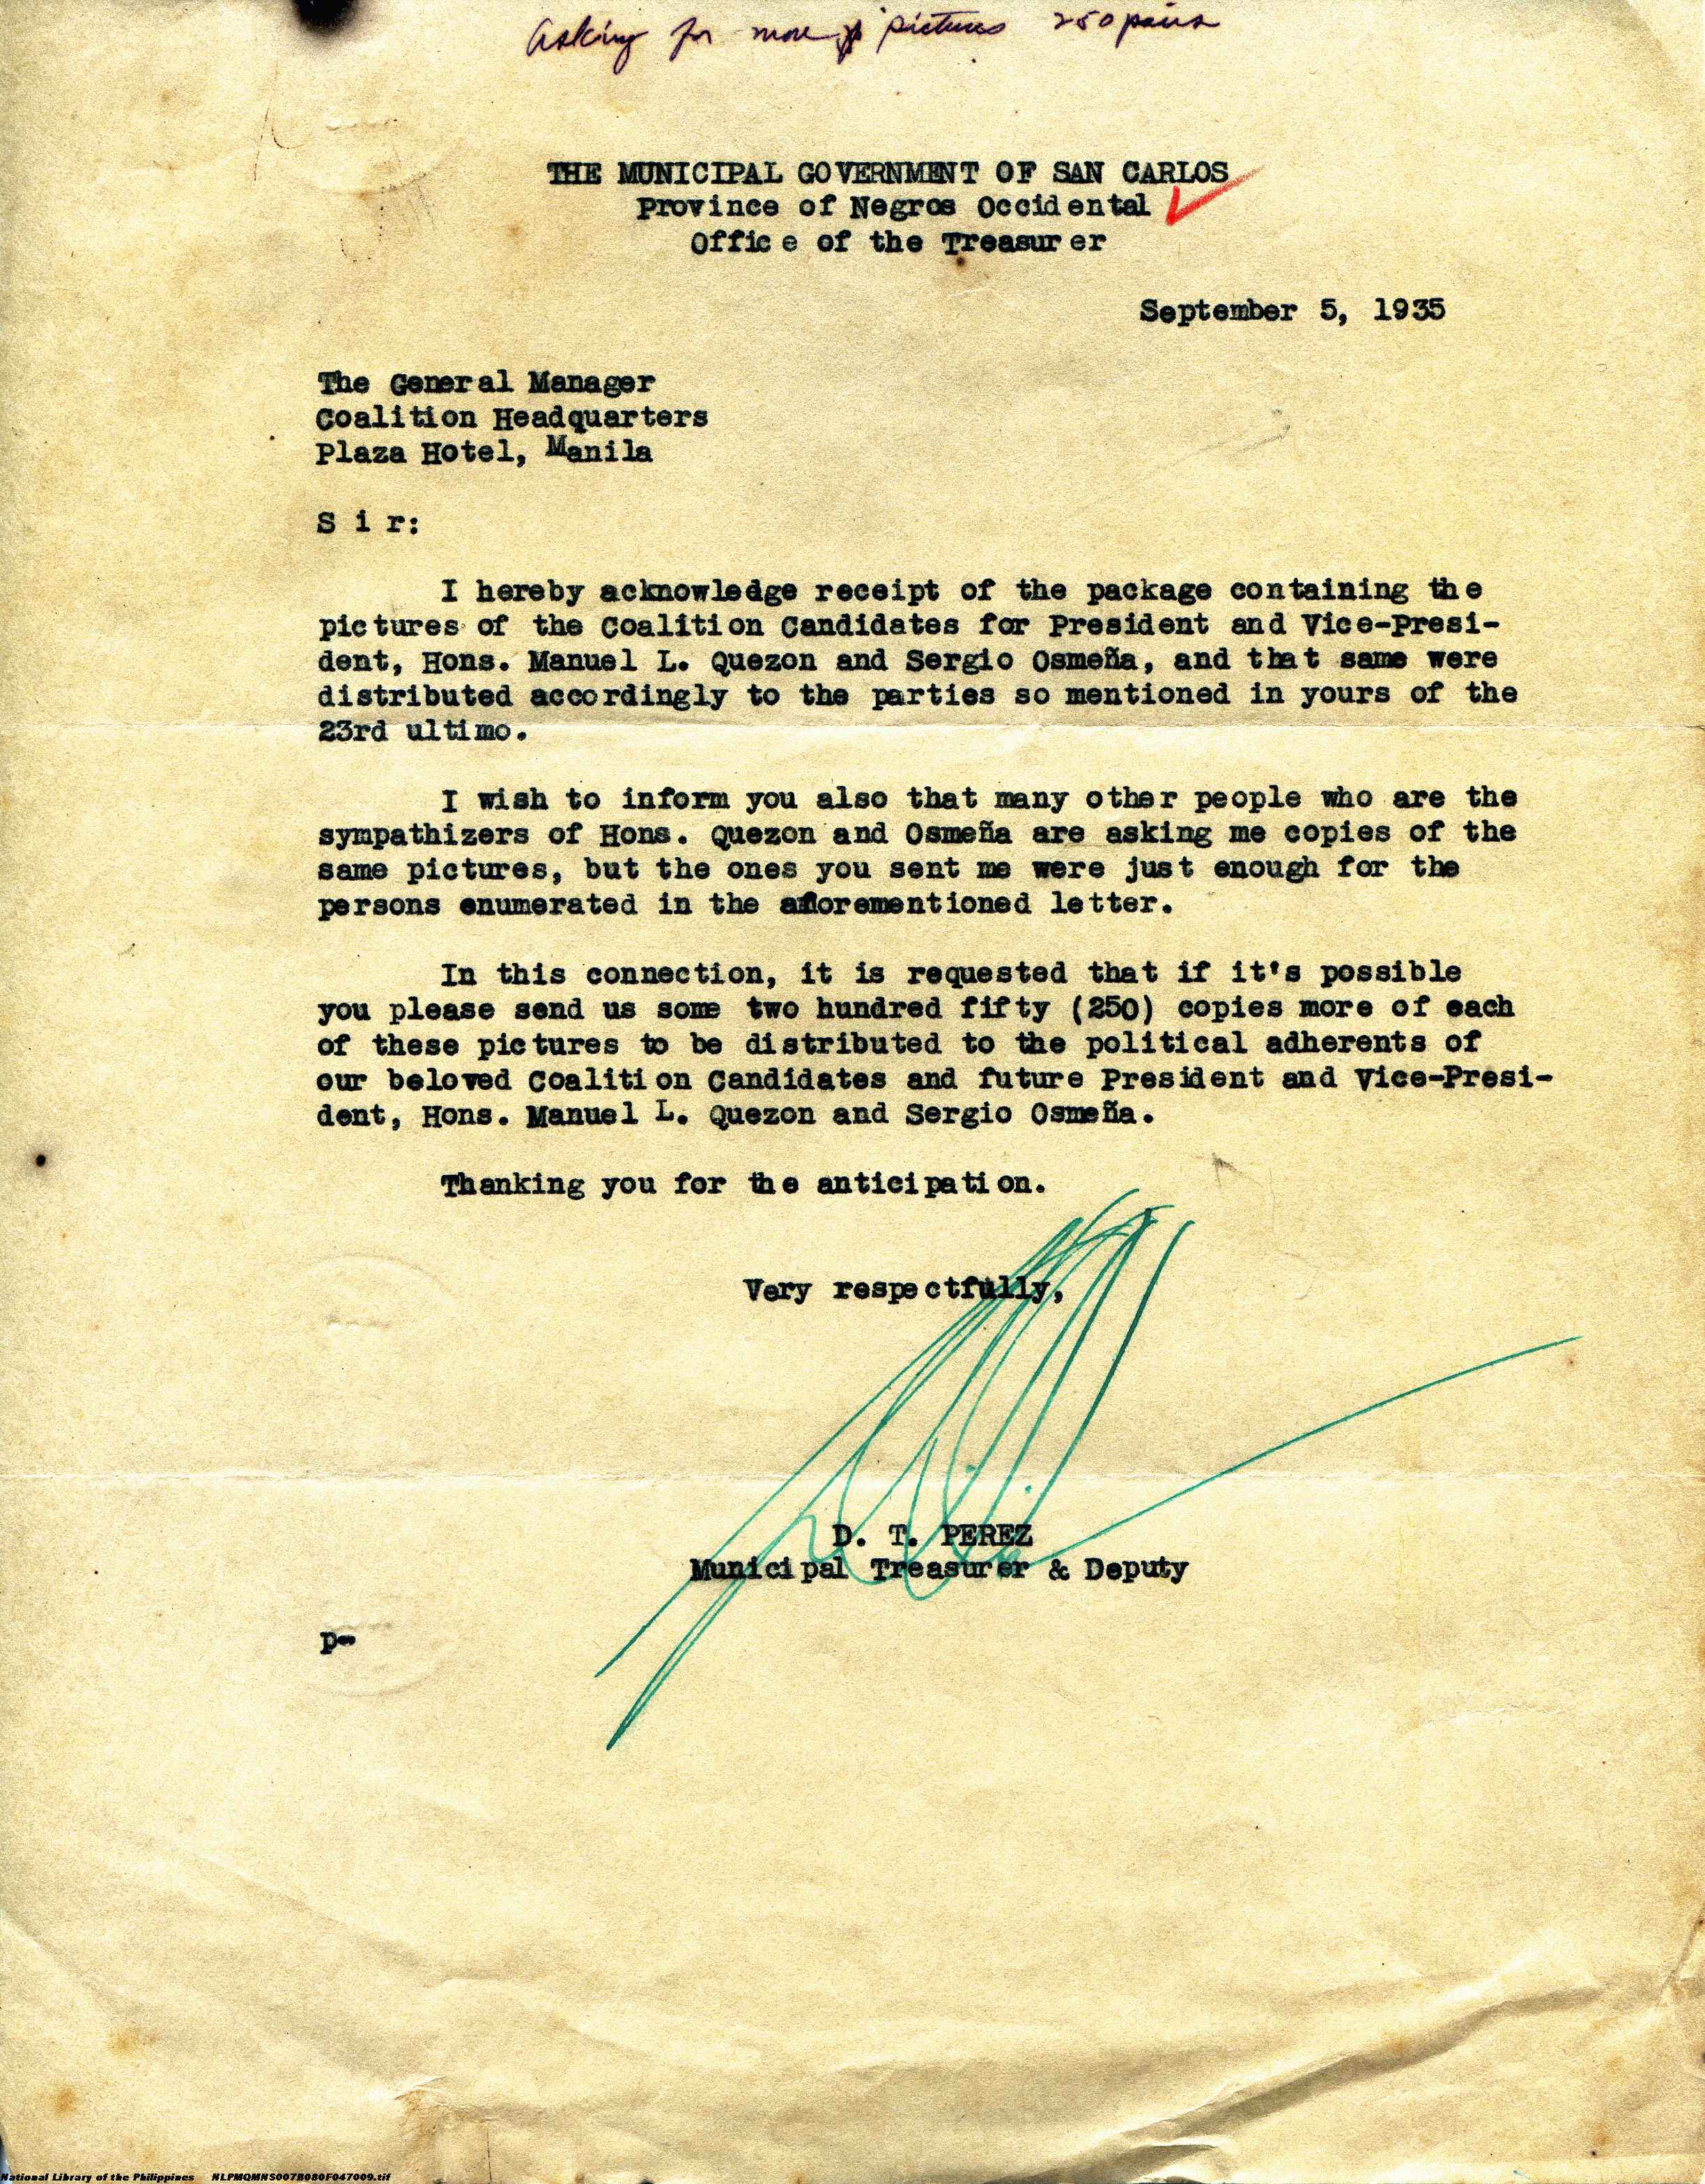 asking for more pictures 250 pairs
THE MUNICIPAL GOVERNMENT OF SAN CARLOS
Province of Negros Occidental
Office of the Treasurer
September 5, 1935
The General Manager
Coalition Headquarters
Plaza Hotel, Manila
S i r:
I hereby acknowledge receipt of the package containing the
pictures of the Coalition Candidates for President and Vice-Presi-
dent, Hons. Manuel L. Quezon and Sergio Osmeña, and that same were
distributed accordingly to the parties so mentioned in yours of the
23rd ultimo.
I wish to inform you also that many other people who are the
sympathizers of Hons. Quezon and Osmeña are asking me copies of the
same pictures, but the ones you sent me were just enough for the
persons enumerated in the aforementioned letter.
In this connection, it is requested that if it's possible
you please send us some two hundred fifty (250) copies more of each
of these pictures to be distributed to the political adherents of
our beloved Coalition Candidates and future President and Vice-Presi-
dent, Hons. Manuel L. Quezon and Sergio Osmeña.
Thanking you for the anticipation.
Very respectfully,
D. T. PEREZ
Municipal Treasurer & Deputy
p-
National Library of the Philippines NLPMQMNS007B080F047009.tif